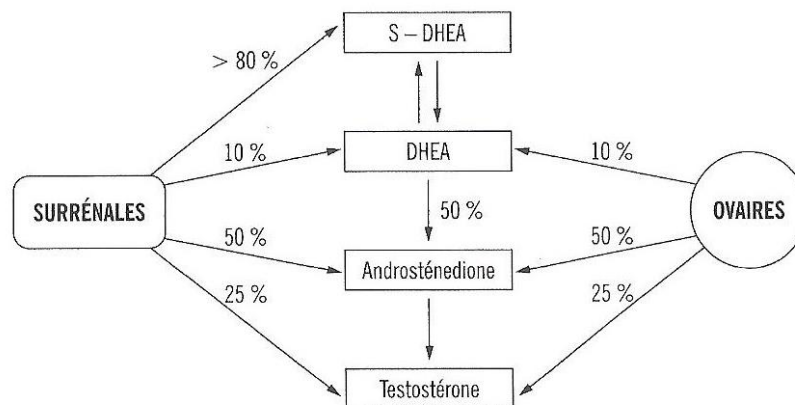 S – DHEA
> 80 %
10 %
DHEA
10 %
SURRÉNALES
50 %
OVAIRES
50 %
Androsténedione
50 %
25 %
25 %
Testostérone